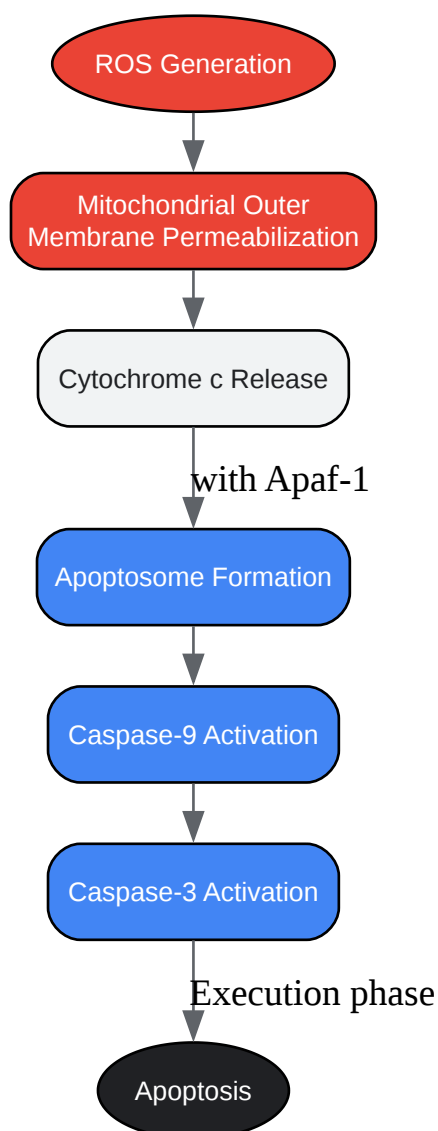 ROS Generation
Mitochondrial Outer
Membrane Permeabilization
Cytochrome c Release
with Apaf-1
Apoptosome Formation
Caspase-9 Activation
Caspase-3 Activation
Execution phase
Apoptosis